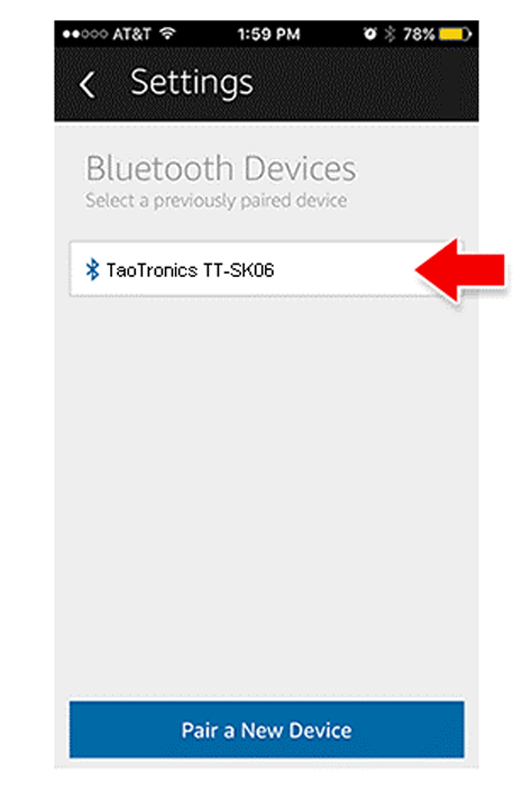 AT&T 1:59 PM 78%
Settings
Bluetooth Devices
Select a previously paired device
TaoTronics TT-SK06
Pair a New Device